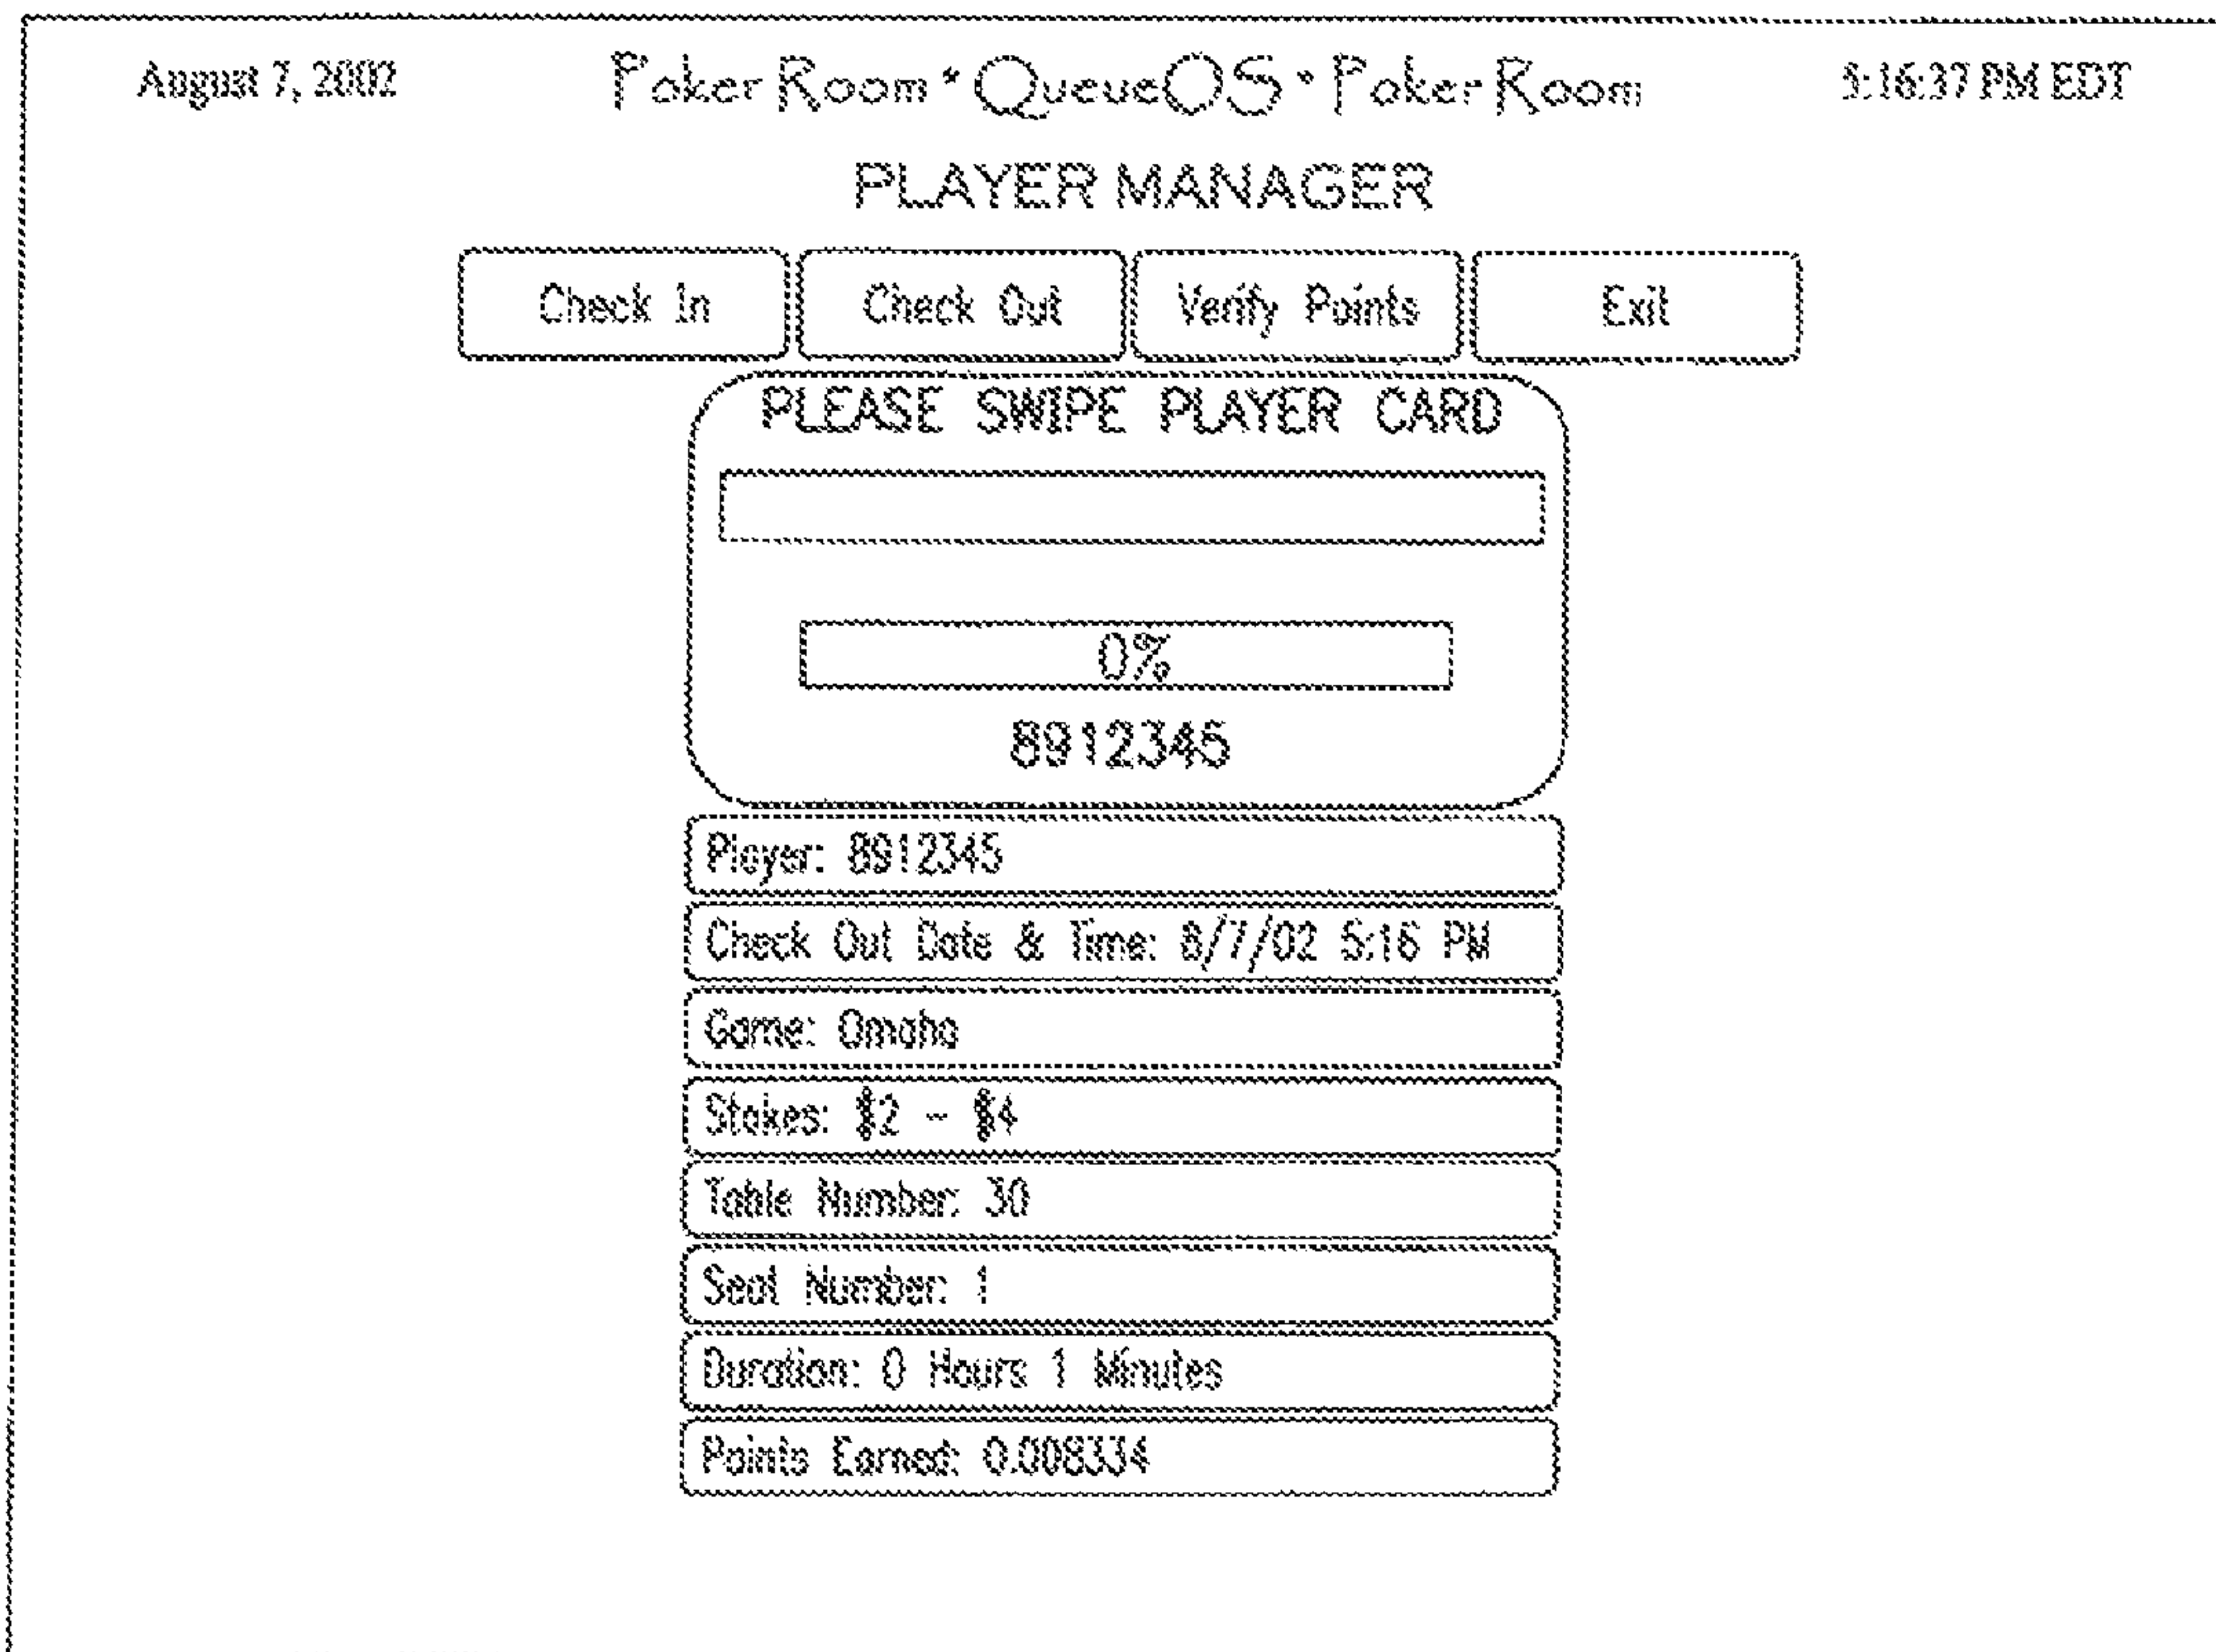 August 7, 2002 Poker Room * QueueOS * Poker Room 5:16:37 PM EDT
PLAYER MANAGER
Check In Check Out Verify Points Exit
PLEASE SWIPE PLAYER CARD
0%
8912345
Player: 8912345
Check Out Date & Time: 8/7/02 5:16 PM
Game: Omaha
Stakes: $2 - $4
Table Number: 30
Seat Number: 1
Duration: 0 Hours 1 Minutes
Points Earned: 0.008334